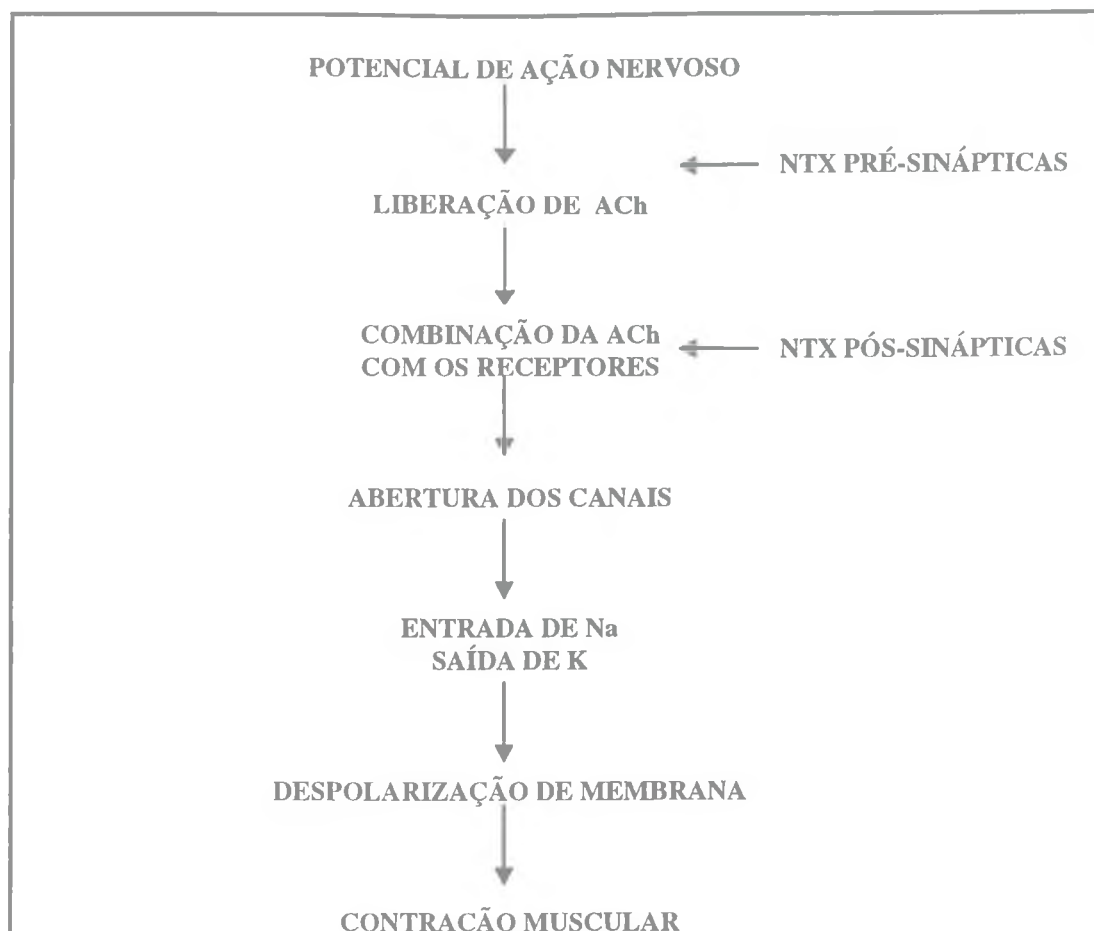 POTENCIAL DE AÇÃO NERVOSO
NTX PRÉ-SINÁPTICAS
LIBERAÇÃO DE ACh
COMBINAÇÃO DA ACh
COM OS RECEPTORES
NTX PÓS-SINÁPTICAS
ABERTURA DOS CANAIS
ENTRADA DE Na
SAÍDA DE K
DESPOLARIZAÇÃO DE MEMBRANA
CONTRAÇÃO MUSCULAR